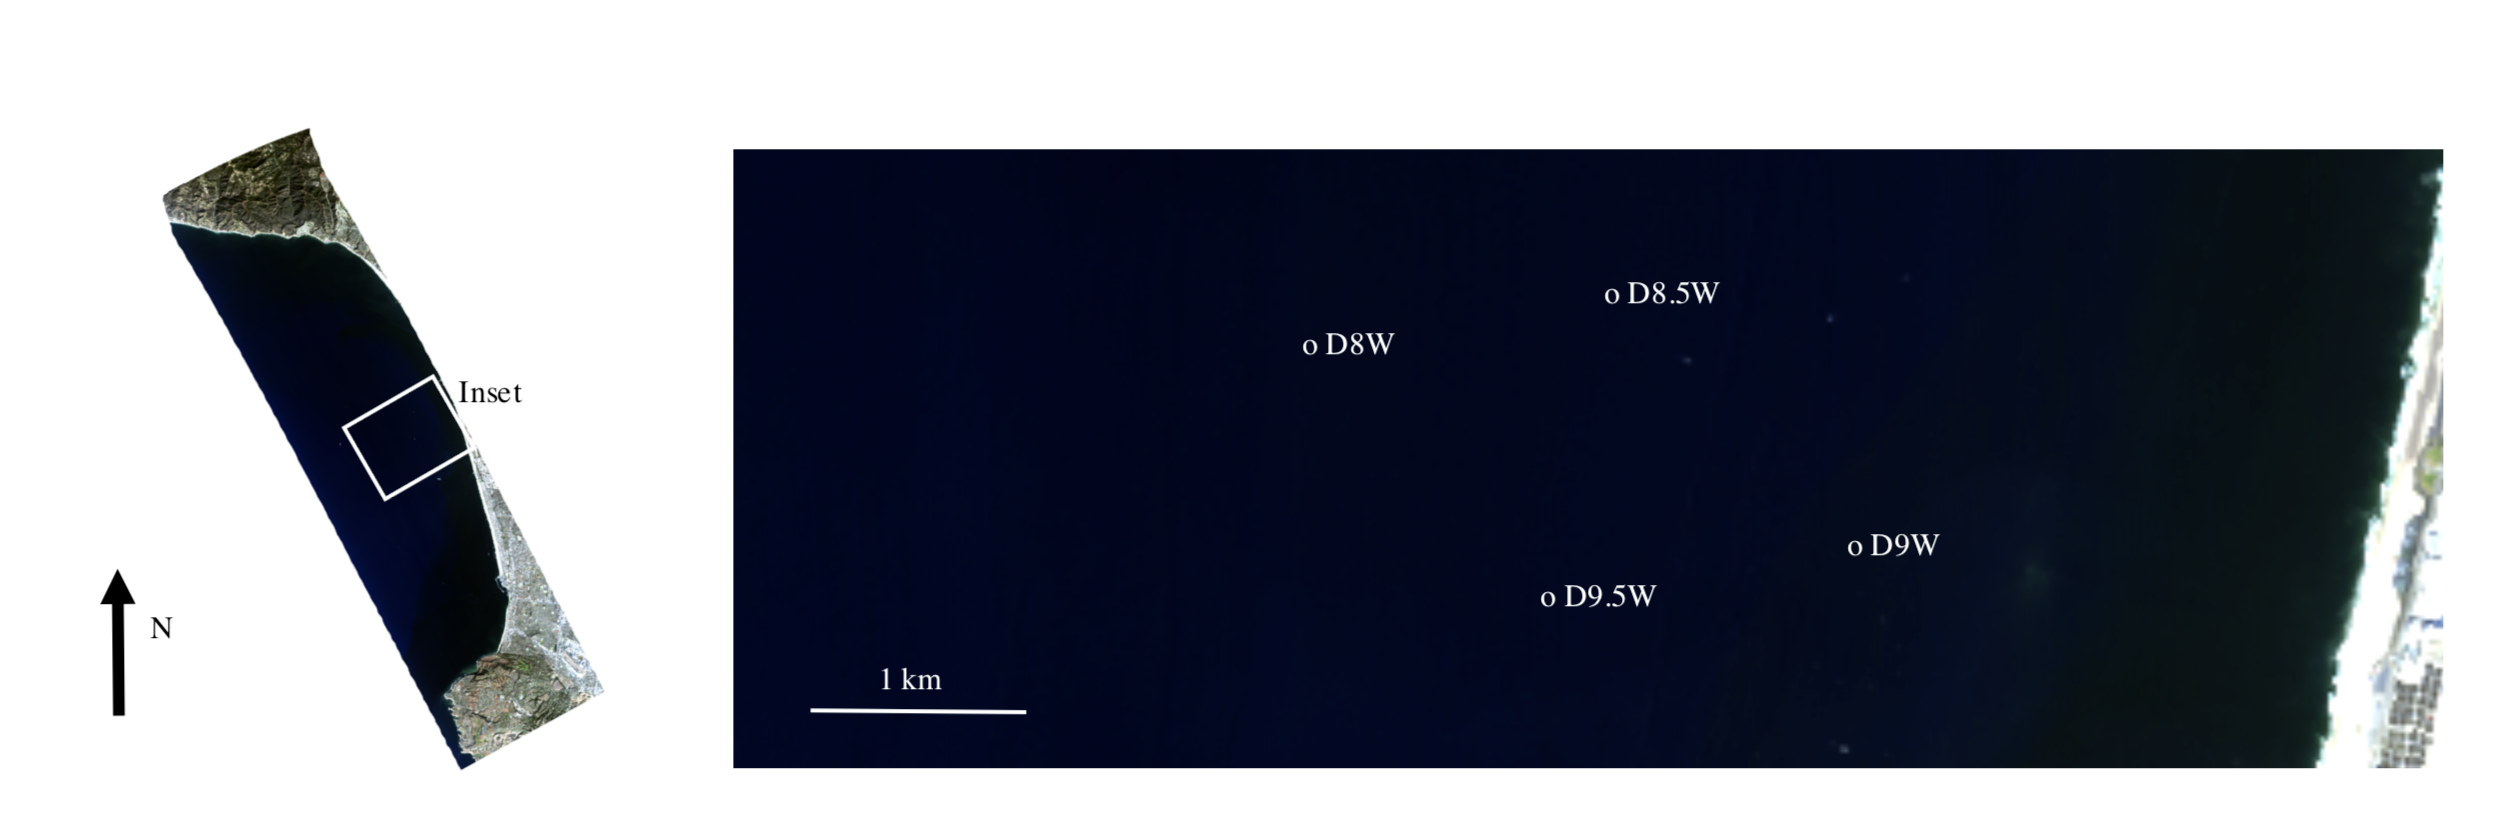 Inset
N
o D8.5W
o D8W
o D9W
o D9.5W
1 km